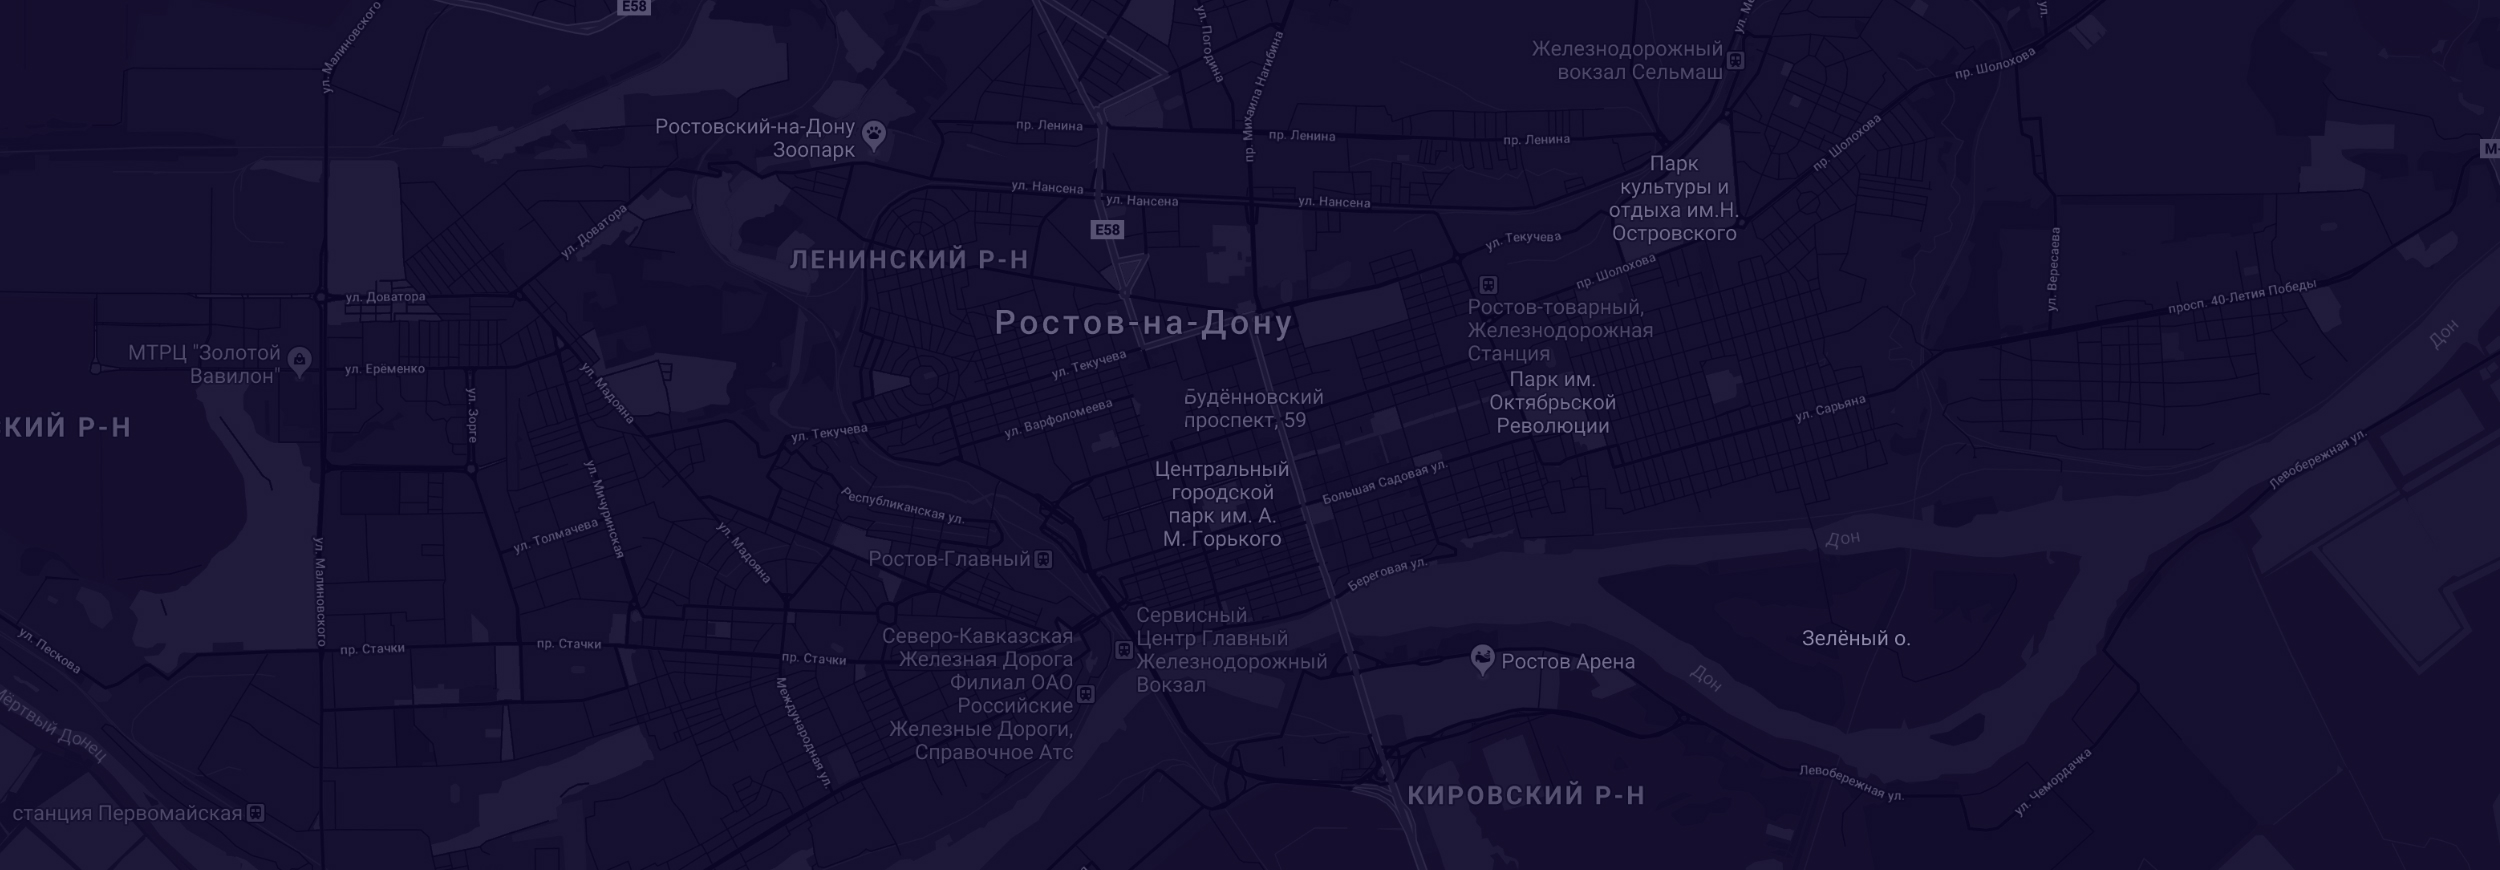 E58
ул. Малиновского
ул. Погодина
пр. Михаила Нагибина
Железнодорожный
вокзал Сельмаш
пр. Шолохова
Ростовский-на-Дону
Зоопарк
пр. Ленина
пр. Ленина
пр. Ленина
пр. Шолохова
Парк
культуры и
отдыха им.Н.
Островского
ул. Нансена
ул. Нансена
ул. Нансена
ул. Доватора
E58
ул. Текучева
ЛЕНИНСКИЙ Р-Н
пр. Шолохова
ул. Вересаева
просп. 40-Летия Победы
ул. Доватора
Ростов-на-Дону
Ростов-товарный,
Железнодорожная
Станция
Дон
МТРЦ "Золотой
Вавилон"
ул. Еременко
ул. Зорге
ул. Мадояна
ул. Текучева
Парк им.
Октябрьской
Революции
Будённовский
проспект, 59
ул. Варфоломеева
ул. Сарьяна
КИЙ Р-Н
ул. Текучева
Левобережная ул.
Центральный
городской
парк им. А.
М. Горького
Большая Садовая ул.
Республиканская ул.
ул. Мичуринская
ул. Толмачева
ул. Мадояна
Ростов-Главный
Дон
Береговая ул.
ул. Малиновского
Сервисный
Центр Главный
Железнодорожный
Вокзал
Северо-Кавказская
Железная Дорога
Филиал ОАО
Российские
Железные Дороги,
Справочное Атс
Зелёный о.
ул. Пескова
пр. Стачки
пр. Стачки
пр. Стачки
Ростов Арена
Дон
Международная ул.
Мёртвый Донец
Левобережная ул.
ул. Чемордачка
КИРОВСКИЙ Р-Н
станция Первомайская